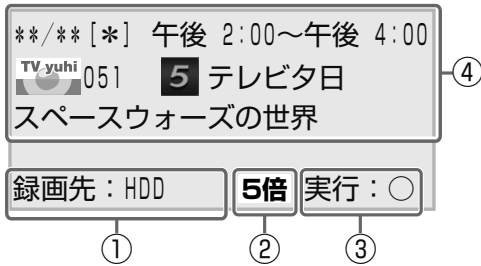 **/**[*] 午後 2:00～午後 4:00
④
TV yuhi 051 5 テレビタ日
スペースウォーズの世界
録画先：HDD 5倍 実行：○
① ② ③